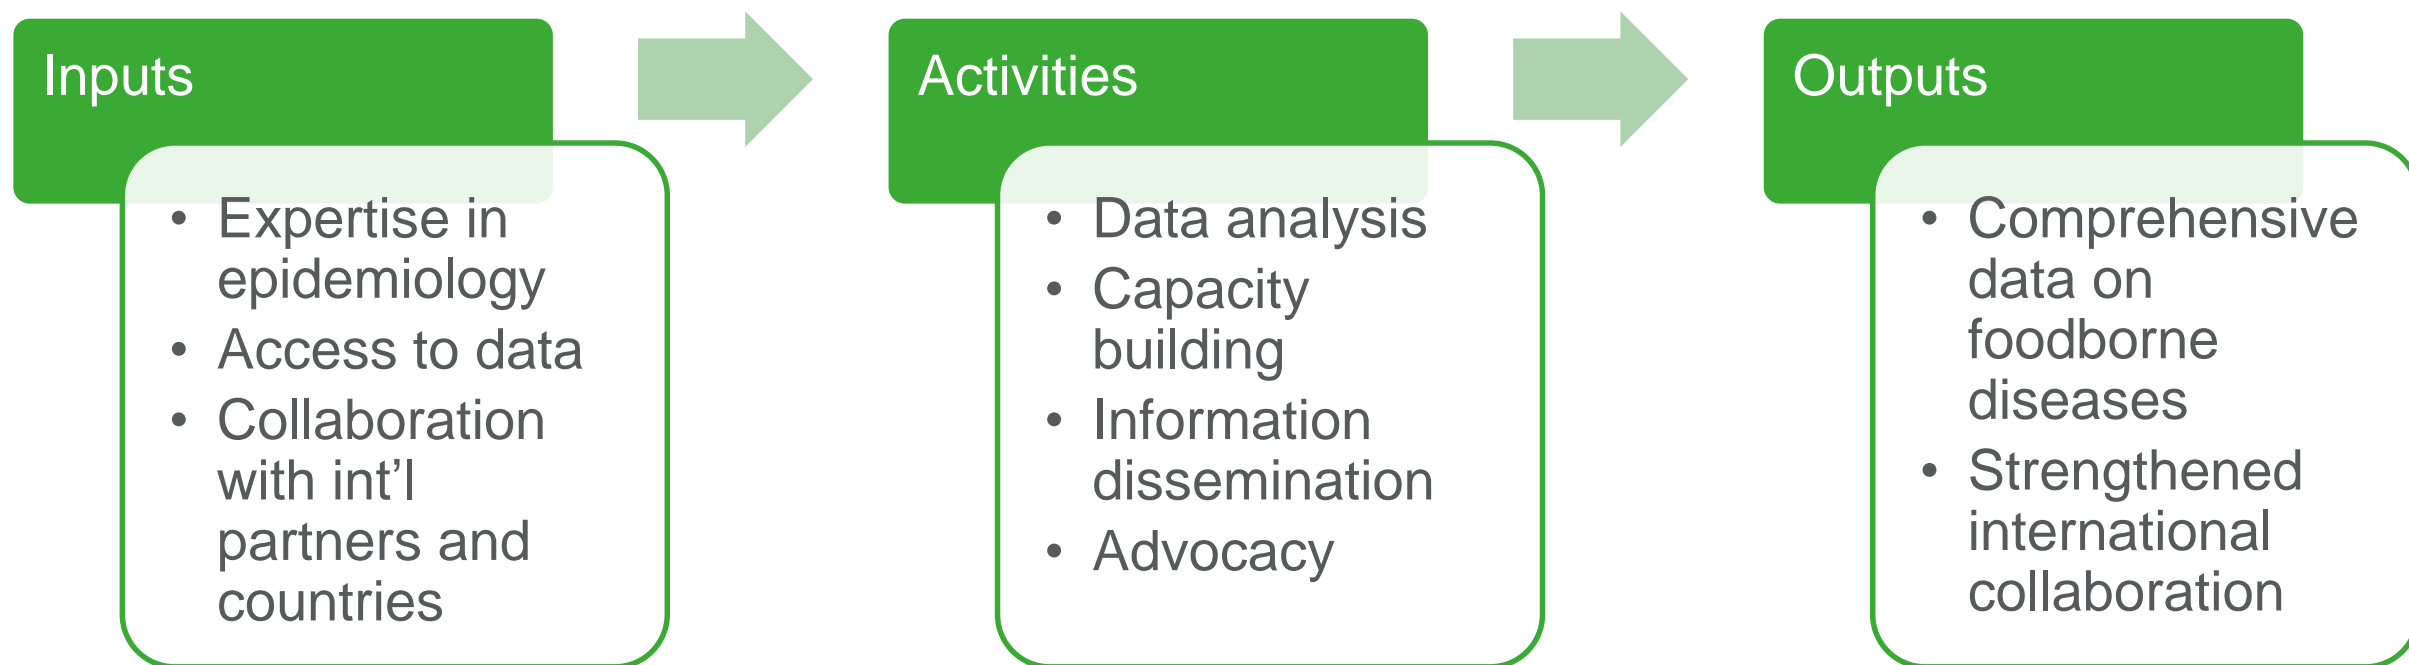 Inputs
• Expertise in
epidemiology
• Access to data
• Collaboration
with int’l
partners and
countries
Activities
• Data analysis
• Capacity
building
• Information
dissemination
• Advocacy
Outputs
• Comprehensive
data on
foodborne
diseases
• Strengthened
international
collaboration